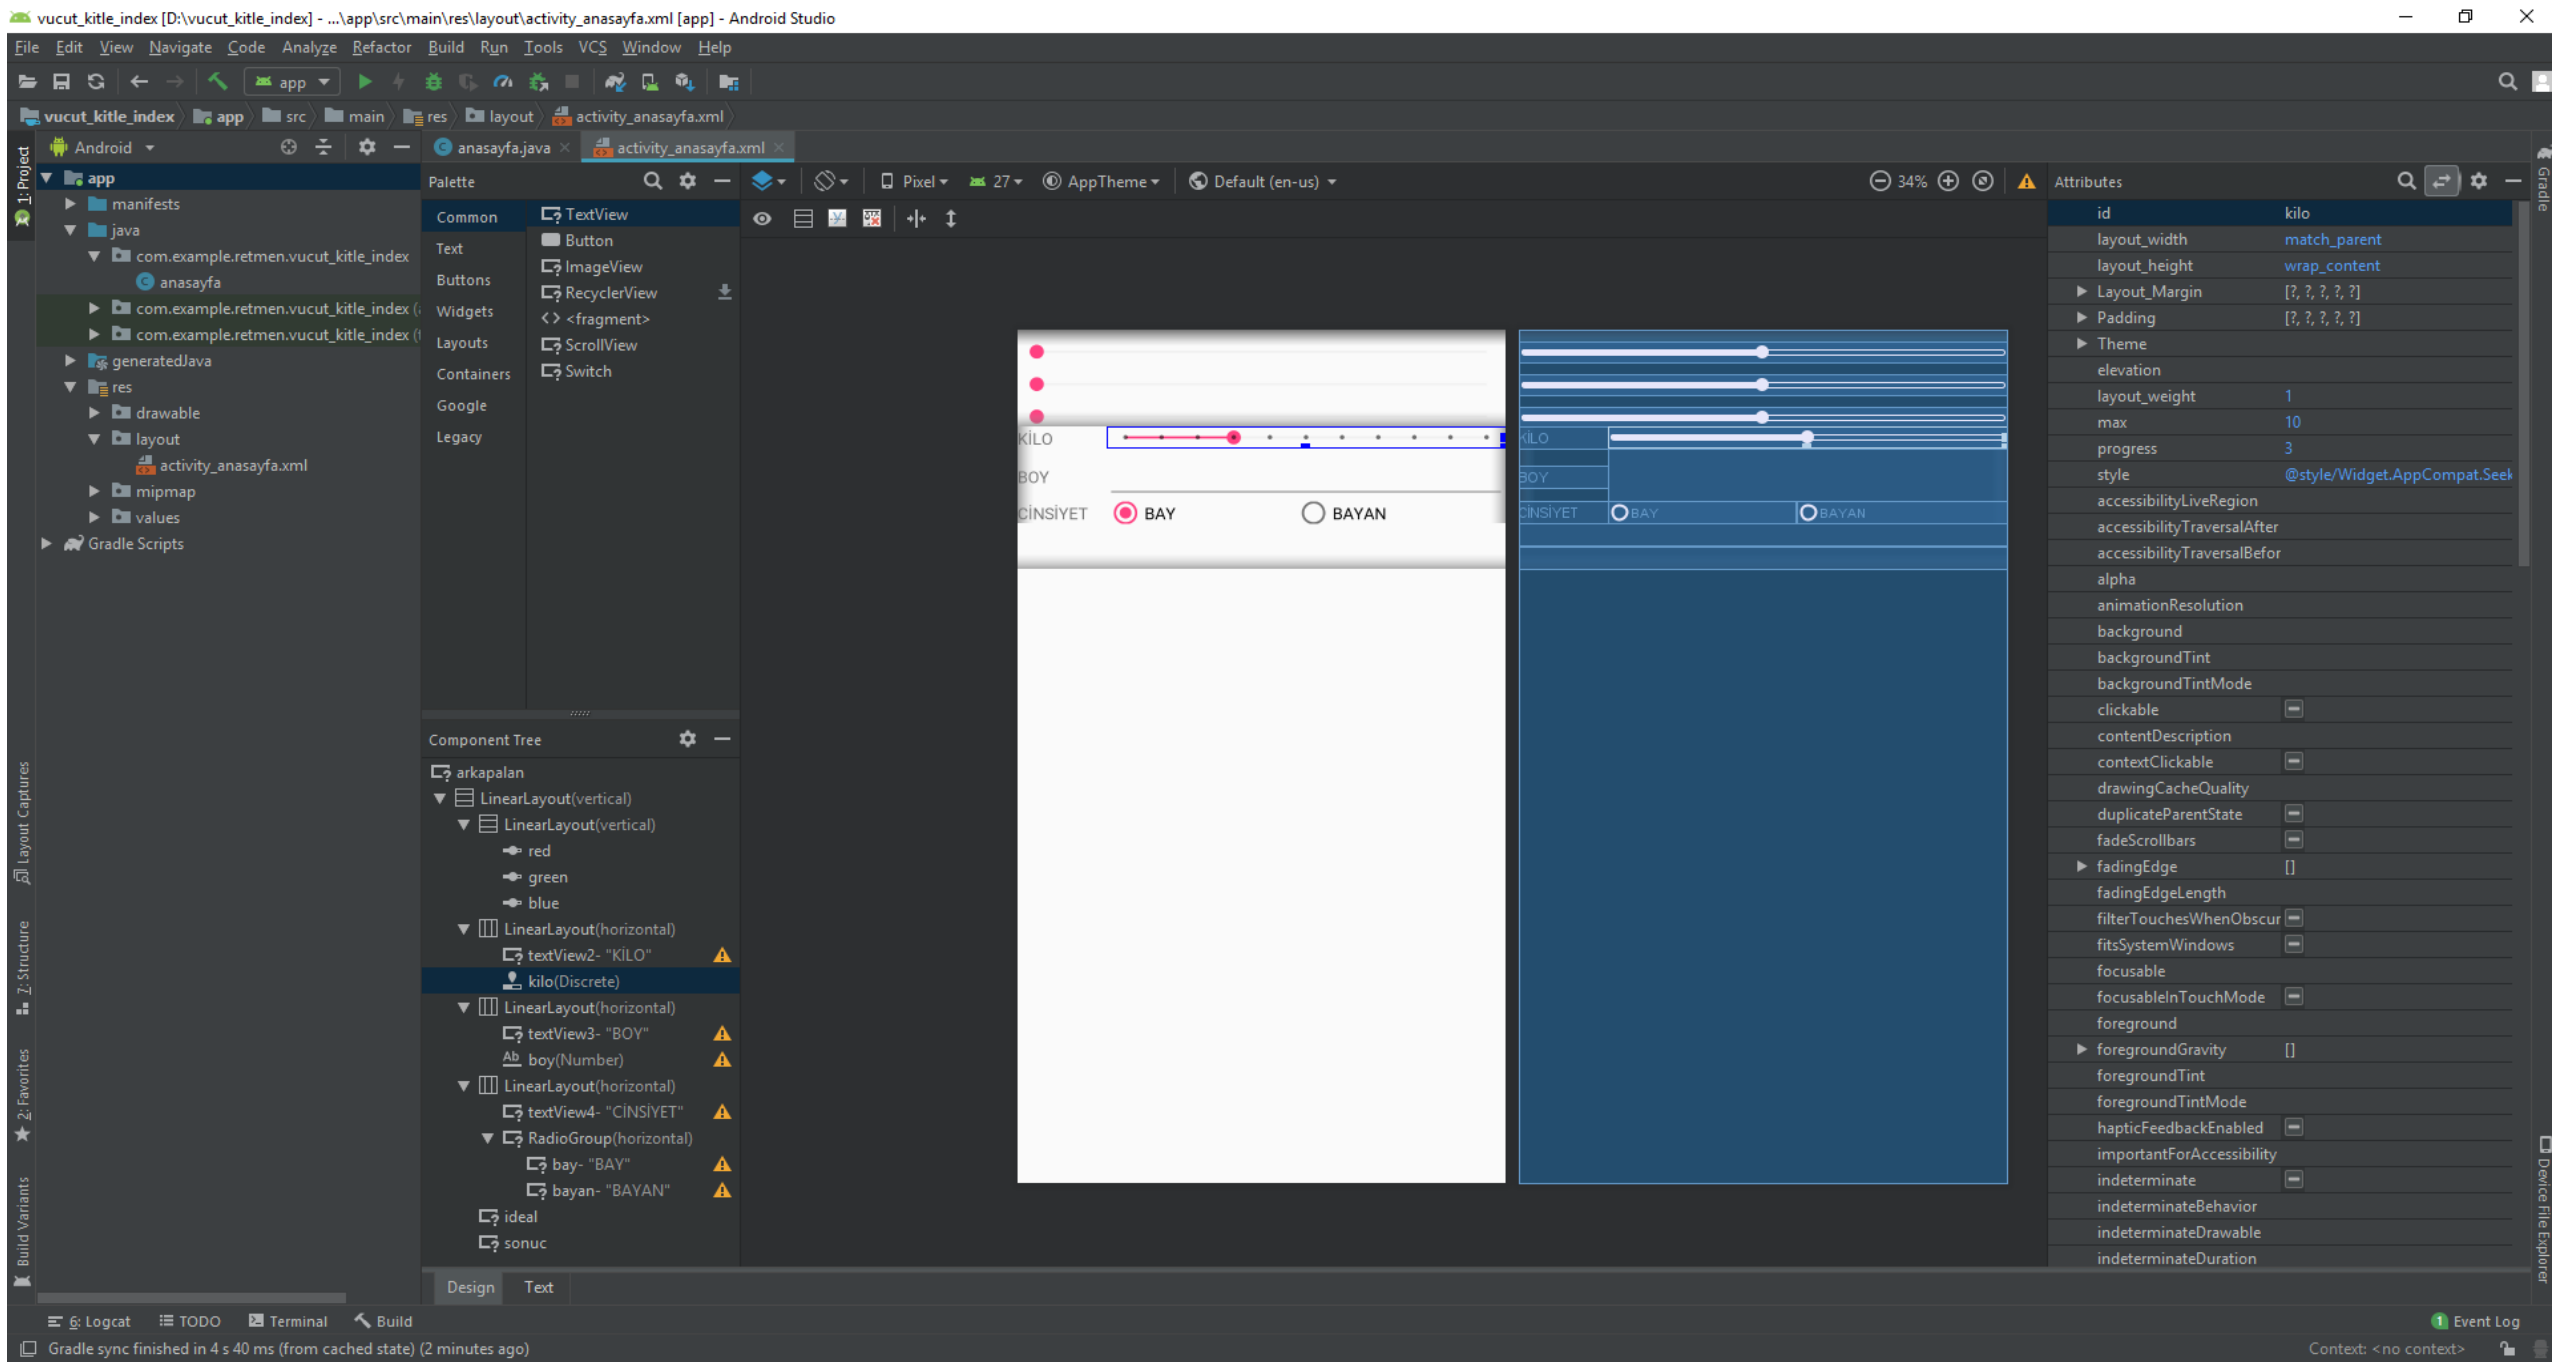 vucut_kitle_index [D:\vucut_kitle_index] - ...\app\src\main\res\layout\activity_anasayfa.xml [app] - Android Studio
File Edit View Navigate Code Analyze Refactor Build Run Tools VCS Window Help
app
vucut_kitle_index app src main res layout activity_anasayfa.xml
1: Project
Layout Captures
7: Structure
2: Favorites
Build Variants
Android
app
manifests
java
com.example.retmen.vucut_kitle_index
anasayfa
com.example.retmen.vucut_kitle_index
com.example.retmen.vucut_kitle_index
generatedJava
res
drawable
layout
activity_anasayfa.xml
mipmap
values
Gradle Scripts
anasayfa.java activity_anasayfa.xml
Palette
Common
Text
Buttons
Widgets
Layouts
Containers
Google
Legacy
TextView
Button
ImageView
RecyclerView
<fragment>
ScrollView
Switch
Component Tree
arkapalan
LinearLayout(vertical)
LinearLayout(vertical)
red
green
blue
LinearLayout(horizontal)
textView2- "KİLO"
kilo(Discrete)
LinearLayout(horizontal)
textView3- "BOY"
Ab boy(Number)
LinearLayout(horizontal)
textView4- "CİNSİYET"
RadioGroup(horizontal)
bay- "BAY"
bayan- "BAYAN"
ideal
sonuc
Pixel 27 AppTheme Default (en-us) 34%
KİLO
BOY
CİNSİYET BAY BAYAN
KİLO
BOY
CİNSİYET BAY BAYAN
Attributes
id kilo
layout_width match_parent
layout_height wrap_content
Layout_Margin [?, ?, ?, ?, ?]
Padding [?, ?, ?, ?, ?]
Theme
elevation
layout_weight 1
max 10
progress 3
style @style/Widget.AppCompat.Seek
accessibilityLiveRegion
accessibilityTraversalAfter
accessibilityTraversalBefor
alpha
animationResolution
background
backgroundTint
backgroundTintMode
clickable
contentDescription
contextClickable
drawingCacheQuality
duplicateParentState
fadeScrollbars
fadingEdge []
fadingEdgeLength
filterTouchesWhenObscur
fitsSystemWindows
focusable
focusableInTouchMode
foreground
foregroundGravity []
foregroundTint
foregroundTintMode
hapticFeedbackEnabled
importantForAccessibility
indeterminate
indeterminateBehavior
indeterminateDrawable
indeterminateDuration
Gradle
Device File Explorer
Design Text
6: Logcat TODO Terminal Build
1 Event Log
Gradle sync finished in 4 s 40 ms (from cached state) (2 minutes ago)
Context: <no context>